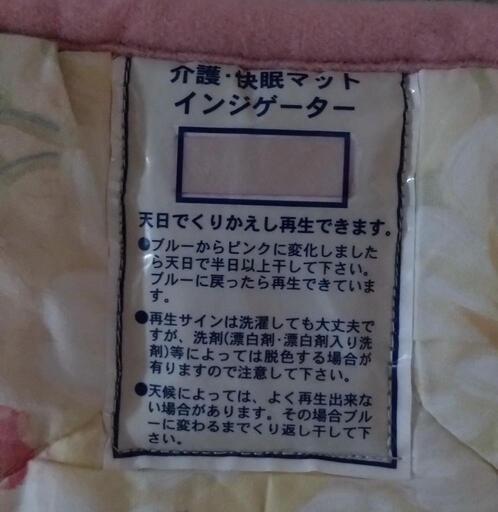 介護・快眠マット
インジゲーター
天日でくりかえし再生できます。
●ブルーからピンクに変化しました
ら天日で半日以上干して下さい。
ブルーに戻ったら再生できていま
す。
●再生サインは洗濯しても大丈夫で
すが、洗剤(漂白剤・漂白剤入り洗
剤)等によっては脱色する場合が
有りますので注意して下さい。
●天候によっては、よく再生出来な
い場合があります。その場合ブルー
に変わるまでくり返し干して下
さい。